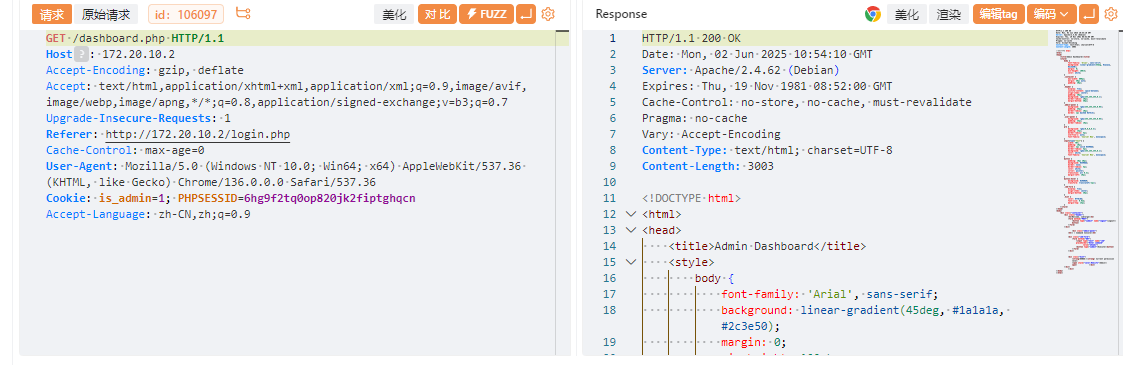 请求 原始请求 id: 106097 美化 对比 FUZZ
GET /dashboard.php HTTP/1.1
Host ?: 172.20.10.2
Accept-Encoding: gzip, deflate
Accept: text/html,application/xhtml+xml,application/xml;q=0.9,image/avif,
image/webp,image/apng,*/*;q=0.8,application/signed-exchange;v=b3;q=0.7
Upgrade-Insecure-Requests: 1
Referer: http://172.20.10.2/login.php
Cache-Control: max-age=0
User-Agent: Mozilla/5.0 (Windows NT 10.0; Win64; x64) AppleWebKit/537.36
(KHTML, like Gecko) Chrome/136.0.0.0 Safari/537.36
Cookie: is_admin=1; PHPSESSID=6hg9f2tq0op820jk2fiptghqcn
Accept-Language: zh-CN,zh;q=0.9
Response 美化 渲染 编辑tag 编码
1 HTTP/1.1 200 OK
2 Date: Mon, 02 Jun 2025 10:54:10 GMT
3 Server: Apache/2.4.62 (Debian)
4 Expires: Thu, 19 Nov 1981 08:52:00 GMT
5 Cache-Control: no-store, no-cache, must-revalidate
6 Pragma: no-cache
7 Vary: Accept-Encoding
8 Content-Type: text/html; charset=UTF-8
9 Content-Length: 3003
10
11 <!DOCTYPE html>
12 <html>
13 <head>
14 <title>Admin Dashboard</title>
15 <style>
16 body {
17 font-family: 'Arial', sans-serif;
18 background: linear-gradient(45deg, #1a1a1a,
#2c3e50);
19 margin: 0;